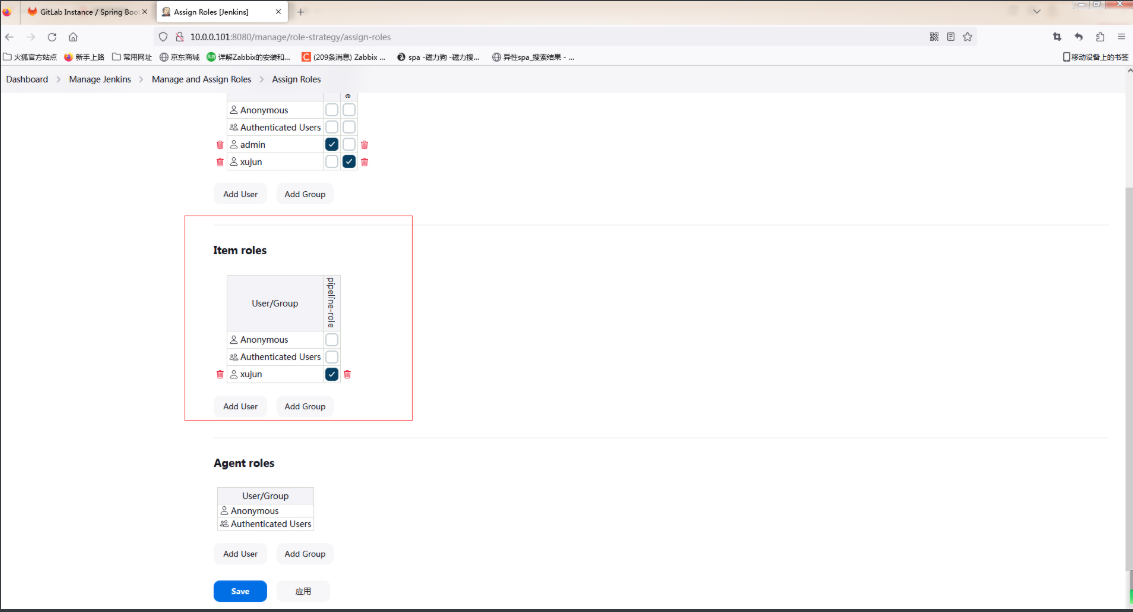 GitLab Instance / Spring Boo
Assign Roles [Jenkins]
10.0.0.101:8080/manage/role-strategy/assign-roles
火狐官方站点 新手上路 常用网址 京东商城 详解Zabbix的安装和... (209条消息) Zabbix ... spa -磁力狗 -磁力搜... 异性spa_搜索结果 - ... 移动设备上的书签
Dashboard Manage Jenkins Manage and Assign Roles Assign Roles
Anonymous
Authenticated Users
admin
xujun
Add User Add Group
Item roles
User/Group pipeline-role
Anonymous
Authenticated Users
xujun
Add User Add Group
Agent roles
User/Group
Anonymous
Authenticated Users
Add User Add Group
Save 应用